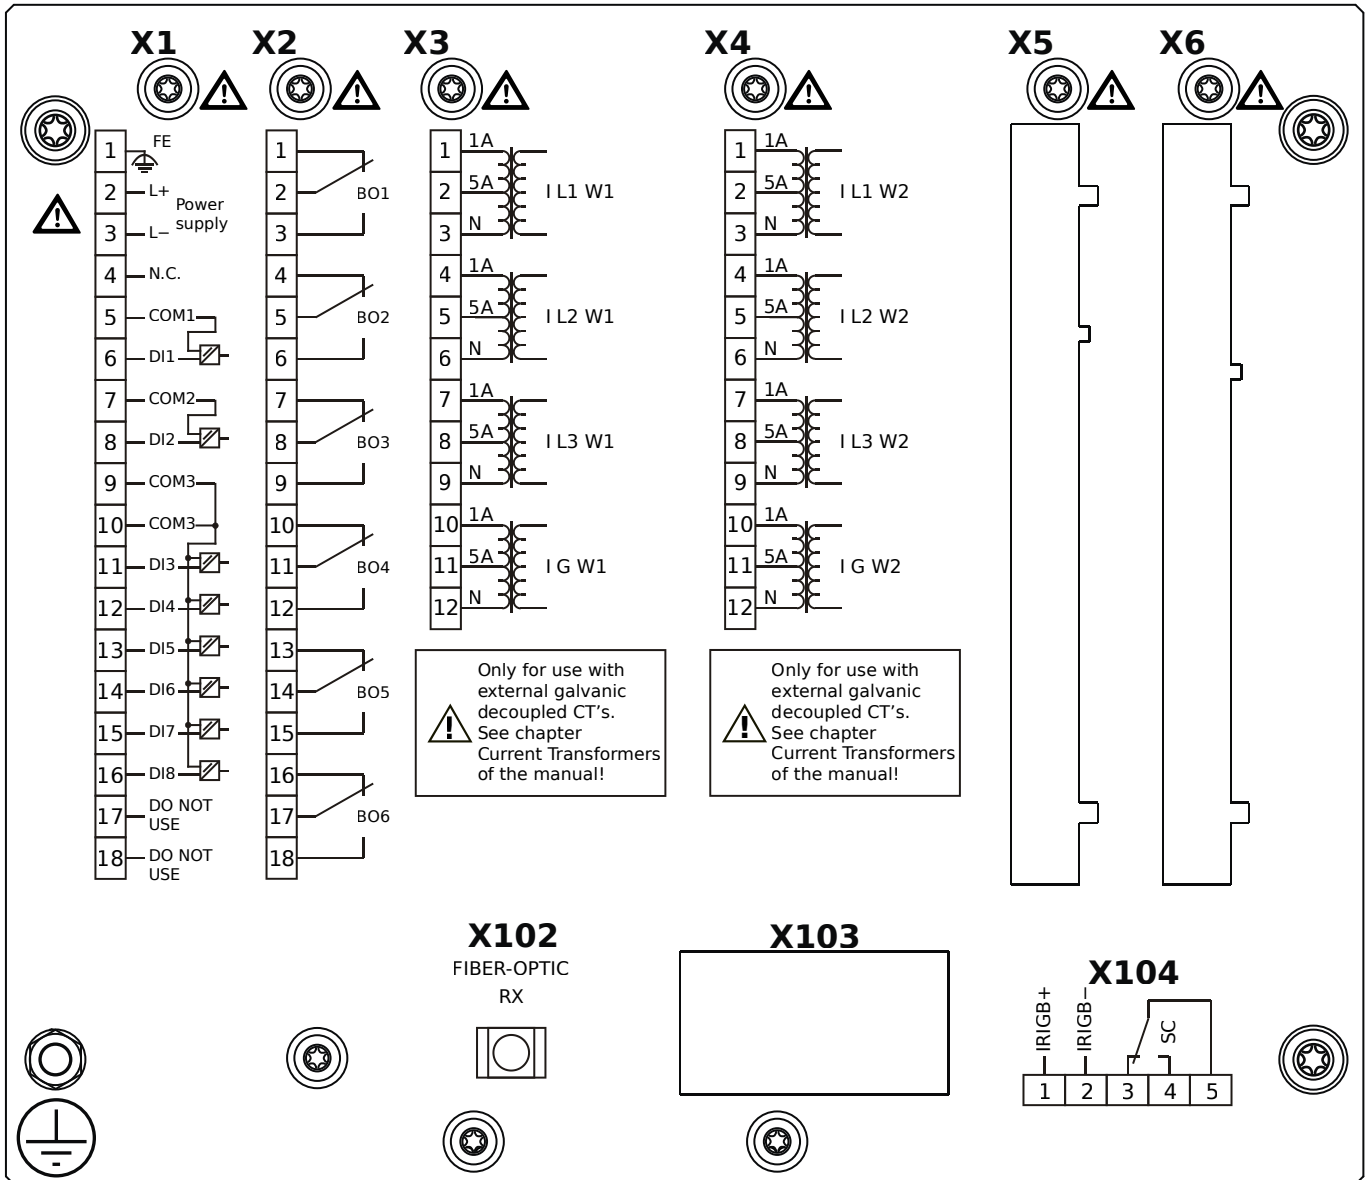 X1 X2 X3 X4 X5 X6
1 FE
2 L+
Power
supply
3 L−
4 N.C.
5 COM1
6 DI1
7 COM2
8 DI2
9 COM3
10 COM3
11 DI3
12 DI4
13 DI5
14 DI6
15 DI7
16 DI8
17 DO NOT
USE
18 DO NOT
USE
1
2 BO1
3
4
5 BO2
6
7
8 BO3
9
10
11 BO4
12
13
14 BO5
15
16
17 BO6
18
1 1A
2 5A I L1 W1
3 N
4 1A
5 5A I L2 W1
6 N
7 1A
8 5A I L3 W1
9 N
10 1A
11 5A I G W1
12 N
Only for use with
external galvanic
decoupled CT's.
See chapter
Current Transformers
of the manual!
1 1A
2 5A I L1 W2
3 N
4 1A
5 5A I L2 W2
6 N
7 1A
8 5A I L3 W2
9 N
10 1A
11 5A I G W2
12 N
Only for use with
external galvanic
decoupled CT's.
See chapter
Current Transformers
of the manual!
X102
FIBER-OPTIC
RX
X103
X104
IRIGB+
IRIGB−
SC
1 2 3 4 5